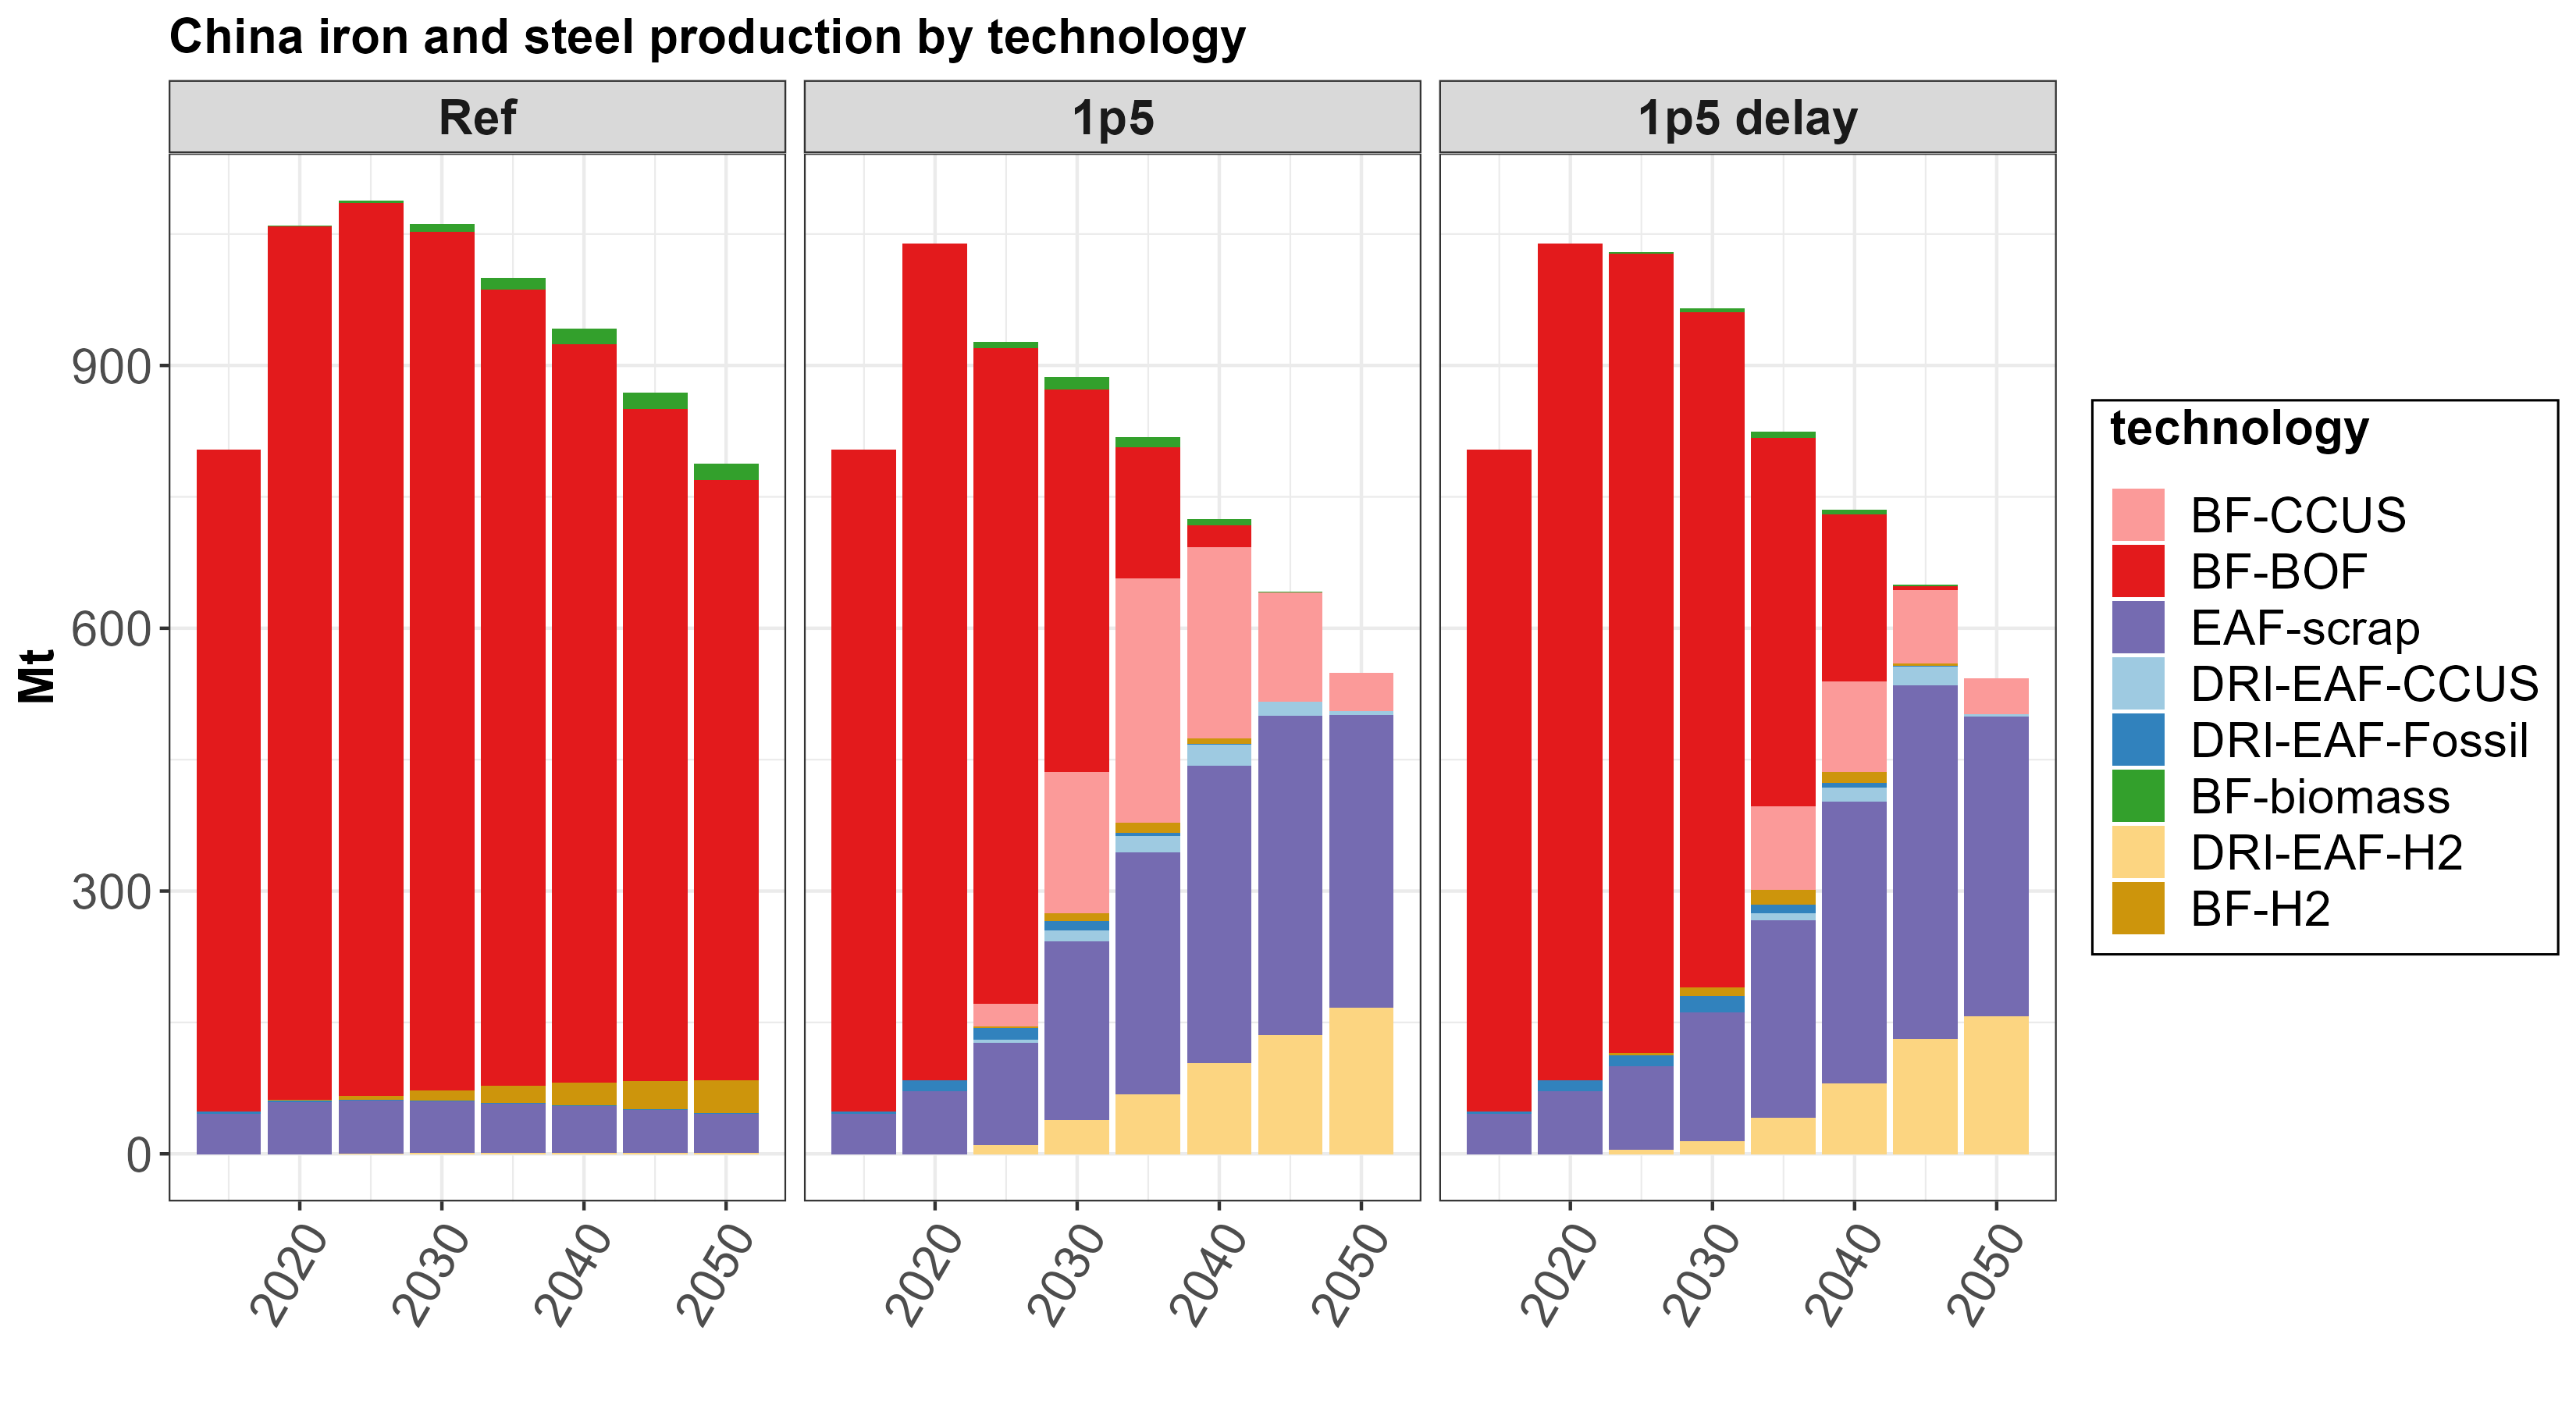 China iron and steel production by technology
Ref
1p5
1p5 delay
Mt
900
600
300
0
2020
2030
2040
2050
2020
2030
2040
2050
2020
2030
2040
2050
technology
BF-CCUS
BF-BOF
EAF-scrap
DRI-EAF-CCUS
DRI-EAF-Fossil
BF-biomass
DRI-EAF-H2
BF-H2